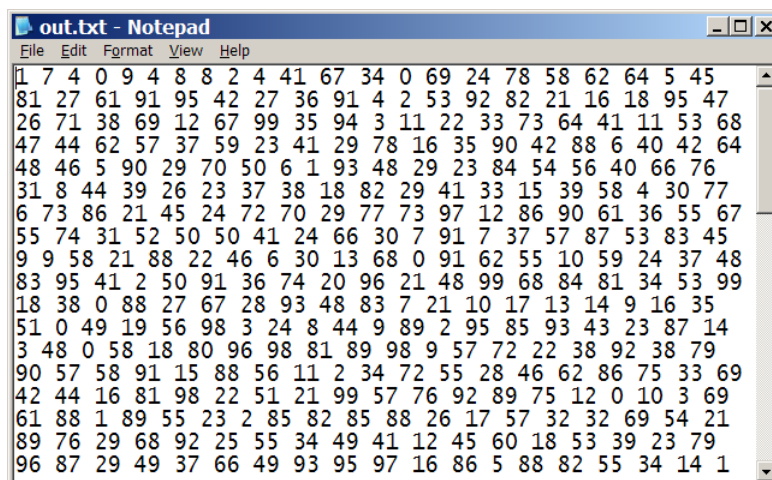 out.txt - Notepad
File Edit Format View Help
1 7 4 0 9 4 8 8 2 4 41 67 34 0 69 24 78 58 62 64 5 45
81 27 61 91 95 42 27 36 91 4 2 53 92 82 21 16 18 95 47
26 71 38 69 12 67 99 35 94 3 11 22 33 73 64 41 11 53 68
47 44 62 57 37 59 23 41 29 78 16 35 90 42 88 6 40 42 64
48 46 5 90 29 70 50 6 1 93 48 29 23 84 54 56 40 66 76
31 8 44 39 26 23 37 38 18 82 29 41 33 15 39 58 4 30 77
6 73 86 21 45 24 72 70 29 77 73 97 12 86 90 61 36 55 67
55 74 31 52 50 50 41 24 66 30 7 91 7 37 57 87 53 83 45
9 9 58 21 88 22 46 6 30 13 68 0 91 62 55 10 59 24 37 48
83 95 41 2 50 91 36 74 20 96 21 48 99 68 84 81 34 53 99
18 38 0 88 27 67 28 93 48 83 7 21 10 17 13 14 9 16 35
51 0 49 19 56 98 3 24 8 44 9 89 2 95 85 93 43 23 87 14
3 48 0 58 18 80 96 98 81 89 98 9 57 72 22 38 92 38 79
90 57 58 91 15 88 56 11 2 34 72 55 28 46 62 86 75 33 69
42 44 16 81 98 22 51 21 99 57 76 92 89 75 12 0 10 3 69
61 88 1 89 55 23 2 85 82 85 88 26 17 57 32 32 69 54 21
89 76 29 68 92 25 55 34 49 41 12 45 60 18 53 39 23 79
96 87 29 49 37 66 49 93 95 97 16 86 5 88 82 55 34 14 1